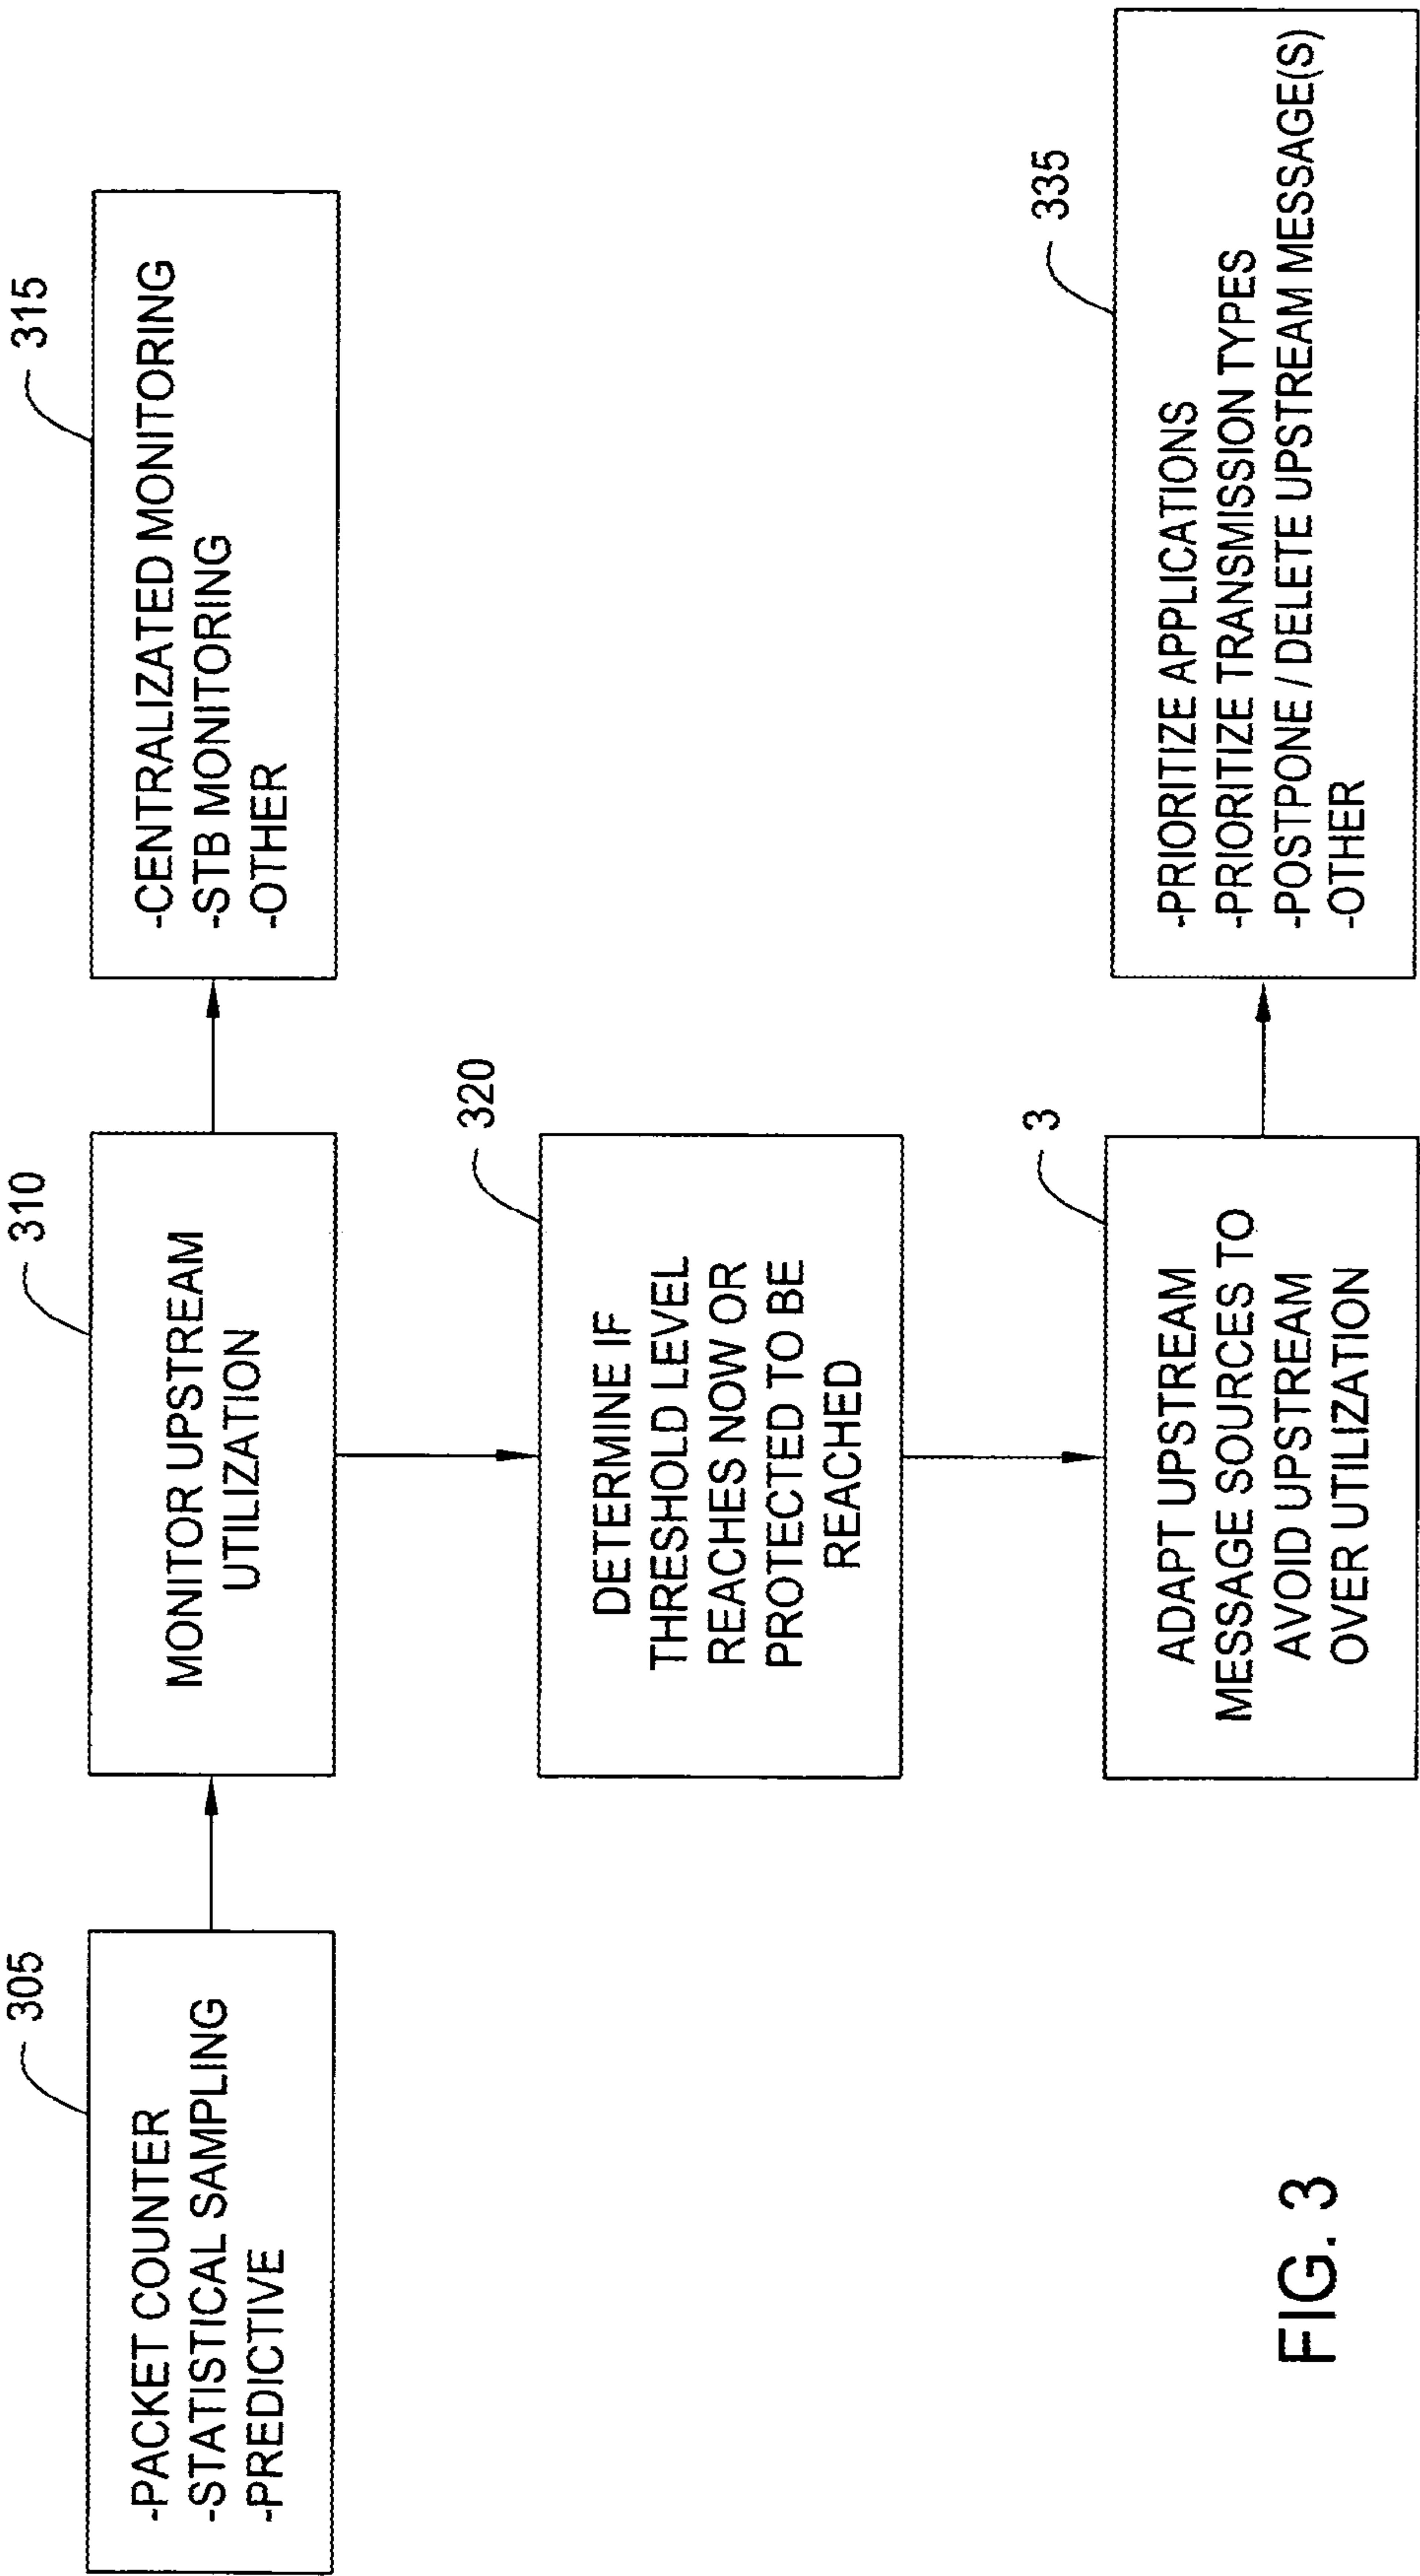 305
-PACKET COUNTER
-STATISTICAL SAMPLING
-PREDICTIVE
310
MONITOR UPSTREAM
UTILIZATION
315
-CENTRALIZATED MONITORING
-STB MONITORING
-OTHER
320
DETERMINE IF
THRESHOLD LEVEL
REACHES NOW OR
PROTECTED TO BE
REACHED
3
ADAPT UPSTREAM
MESSAGE SOURCES TO
AVOID UPSTREAM
OVER UTILIZATION
335
-PRIORITIZE APPLICATIONS
-PRIORITIZE TRANSMISSION TYPES
-POSTPONE / DELETE UPSTREAM MESSAGE(S)
-OTHER
FIG. 3